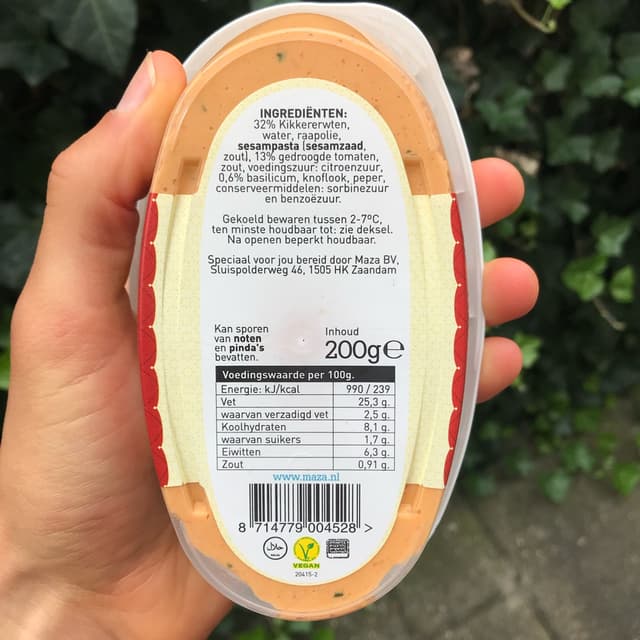 INGREDIËNTEN:
32% Kikkererwten,
water, raapolie,
sesampasta (sesamzaad,
zout), 13% gedroogde tomaten,
zout, voedingszuur: citroenzuur,
0,6% basilicum, knoflook, peper,
conserveermiddelen: sorbinezuur
en benzoëzuur.
Gekoeld bewaren tussen 2-7ºC,
ten minste houdbaar tot: zie deksel.
Na openen beperkt houdbaar.
Speciaal voor jou bereid door Maza BV,
Sluispolderweg 46, 1505 HK Zaandam
Kan sporen
van noten
en pinda's
bevatten.
Inhoud
200g℮
Voedingswaarde per 100g.
Energie: kJ/kcal 990 / 239
Vet 25,3 g.
waarvan verzadigd vet 2,5 g.
Koolhydraten 8,1 g.
waarvan suikers 1,7 g.
Eiwitten 6,3 g.
Zout 0,91 g.
www.maza.nl
8 714779 004528 >
حلال
VEGAN
20415-2